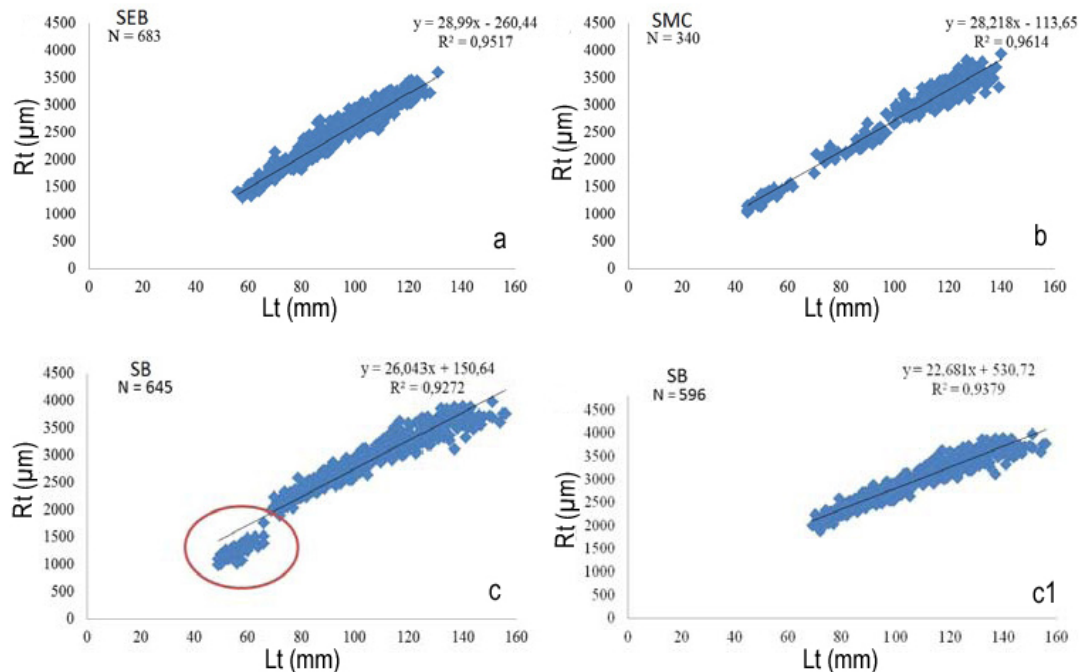 SEB
N = 683
y = 28,99x - 260,44
R² = 0,9517
4500
4000
3500
3000
2500
2000
1500
1000
500
0
Rt (µm)
0 20 40 60 80 100 120 140 160
Lt (mm)
a
SMC
N = 340
y = 28,218x - 113,65
R² = 0,9614
4500
4000
3500
3000
2500
2000
1500
1000
500
0
Rt (µm)
0 20 40 60 80 100 120 140 160
Lt (mm)
b
SB
N = 645
y = 26,043x + 150,64
R² = 0,9272
4500
4000
3500
3000
2500
2000
1500
1000
500
0
Rt (µm)
0 20 40 60 80 100 120 140 160
Lt (mm)
c
SB
N = 596
y = 22,681x + 530,72
R² = 0,9379
4500
4000
3500
3000
2500
2000
1500
1000
500
0
Rt (µm)
0 20 40 60 80 100 120 140 160
Lt (mm)
c1